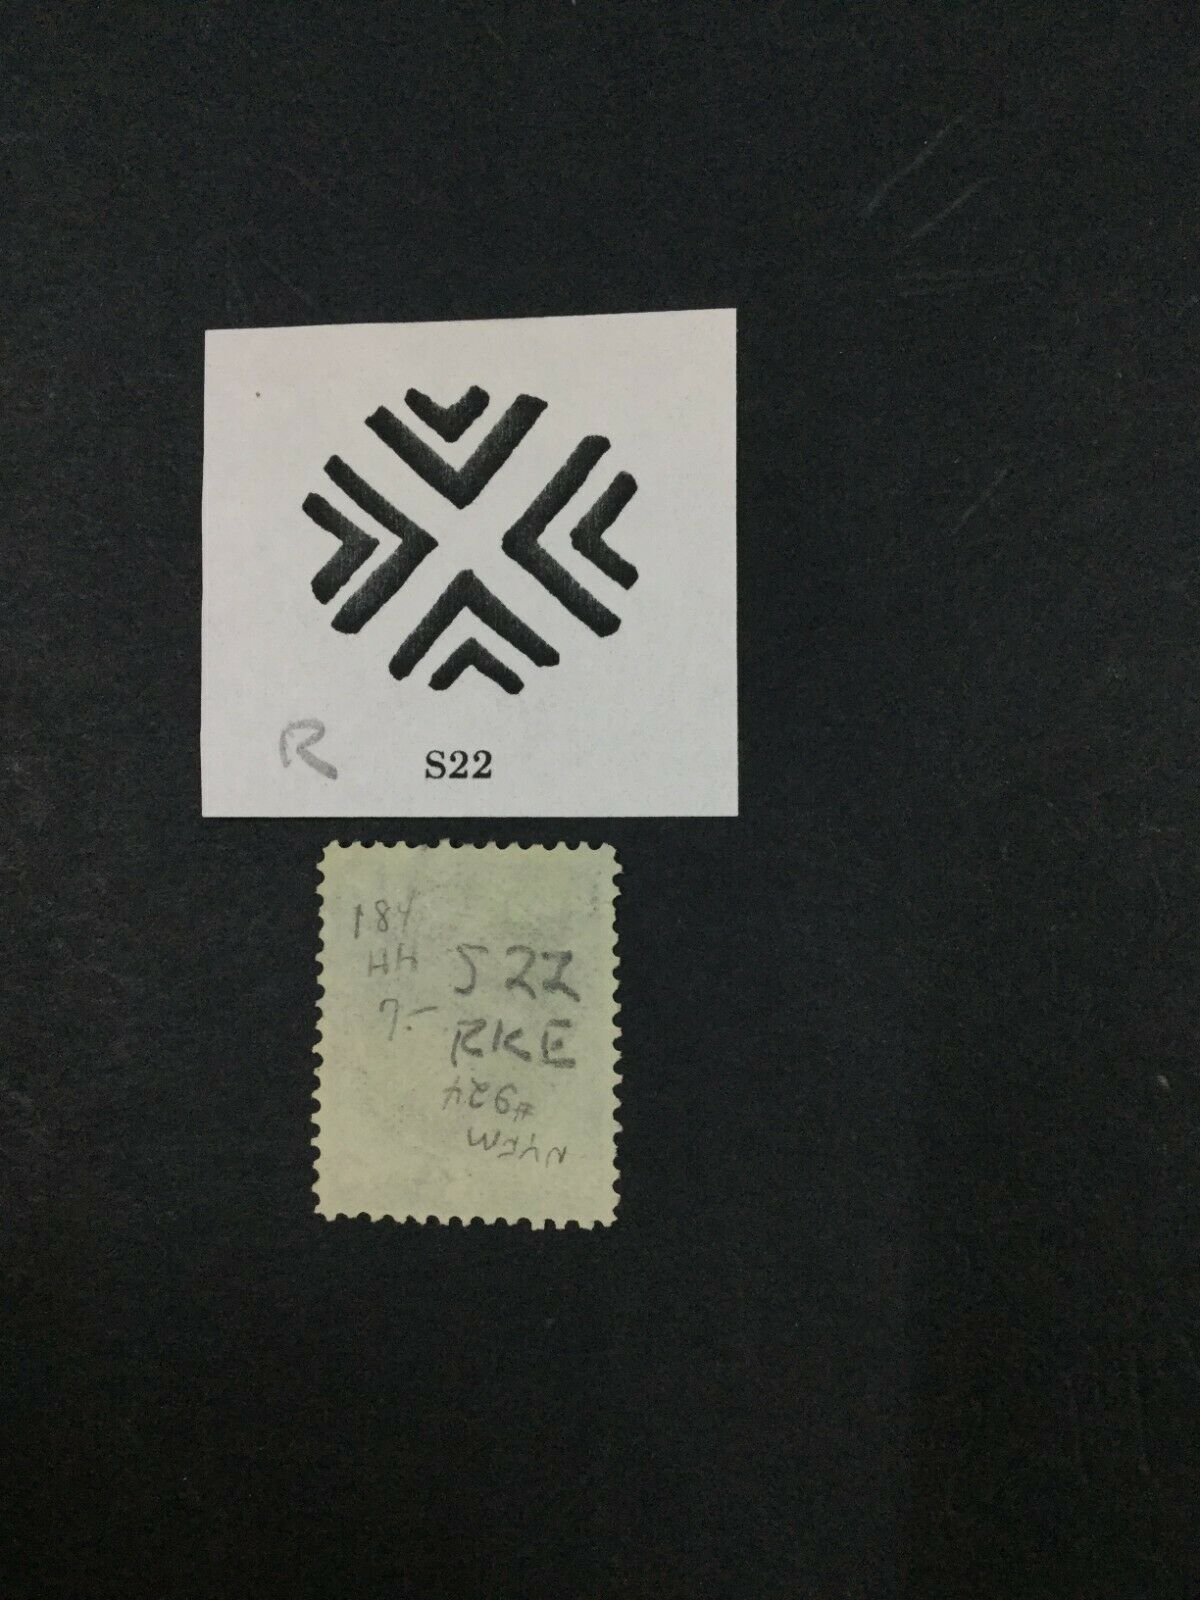 R
S22
184
HH
7.-
S22
RKE
#924
NYFM